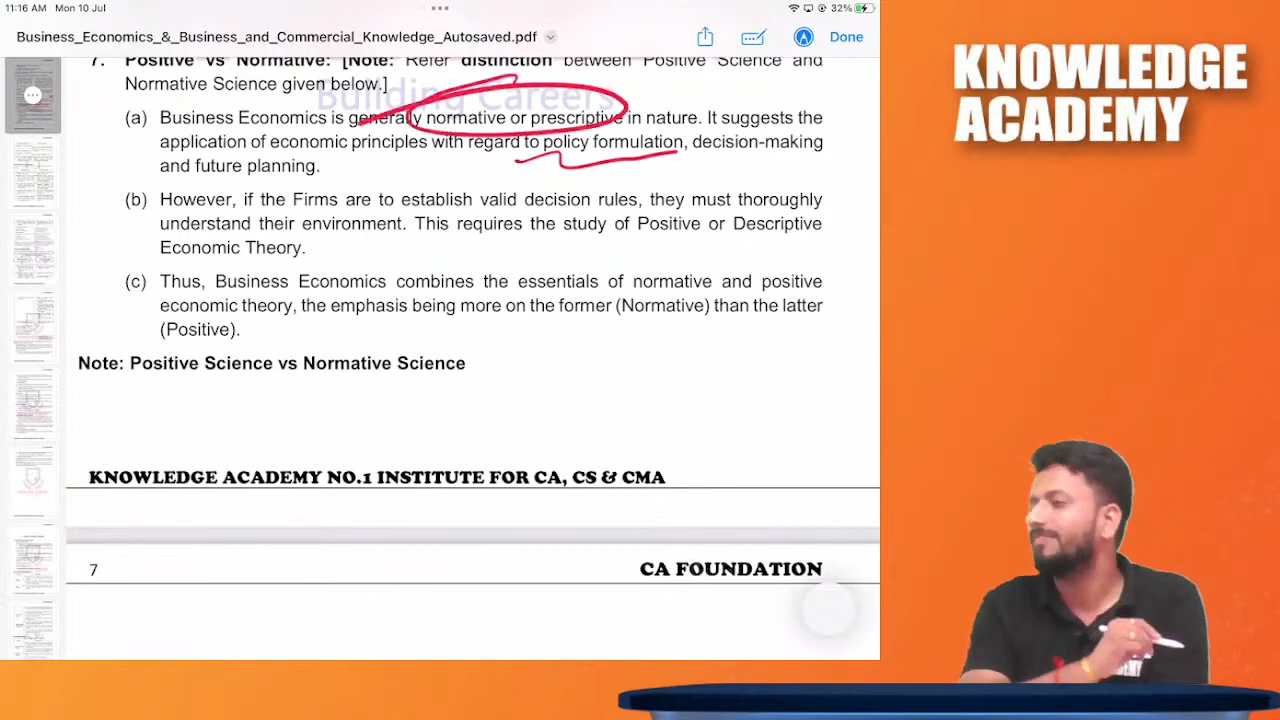 11:16 AM Mon 10 Jul
32%
Business_Economics_&_Business_and_Commercial_Knowledge_Autosaved.pdf
Done
KNOWLEDGE
ACADEMY
7. Positive vs Normative: [Note: Refer distinction between Positive Science and
Normative Science given below.]
Building Careers
(a) Business Economics is generally normative or prescriptive in nature. It suggests the
application of economic principles with regard to policy formulation, decision-making
and future planning.
(b) However, if the Firms are to establish valid decision rules, they must thoroughly
understand their environment. This requires the study of Positive or Descriptive
Economic Theory.
(c) Thus, Business Economics combines the essentials of normative and positive
economic theory, the emphasis being more on the former (Normative) than the latter
(Positive).
Note: Positive Science vs Normative Science
KNOWLEDGE ACADEMY NO.1 INSTITUTE FOR CA, CS & CMA
7 CA FOUNDATION